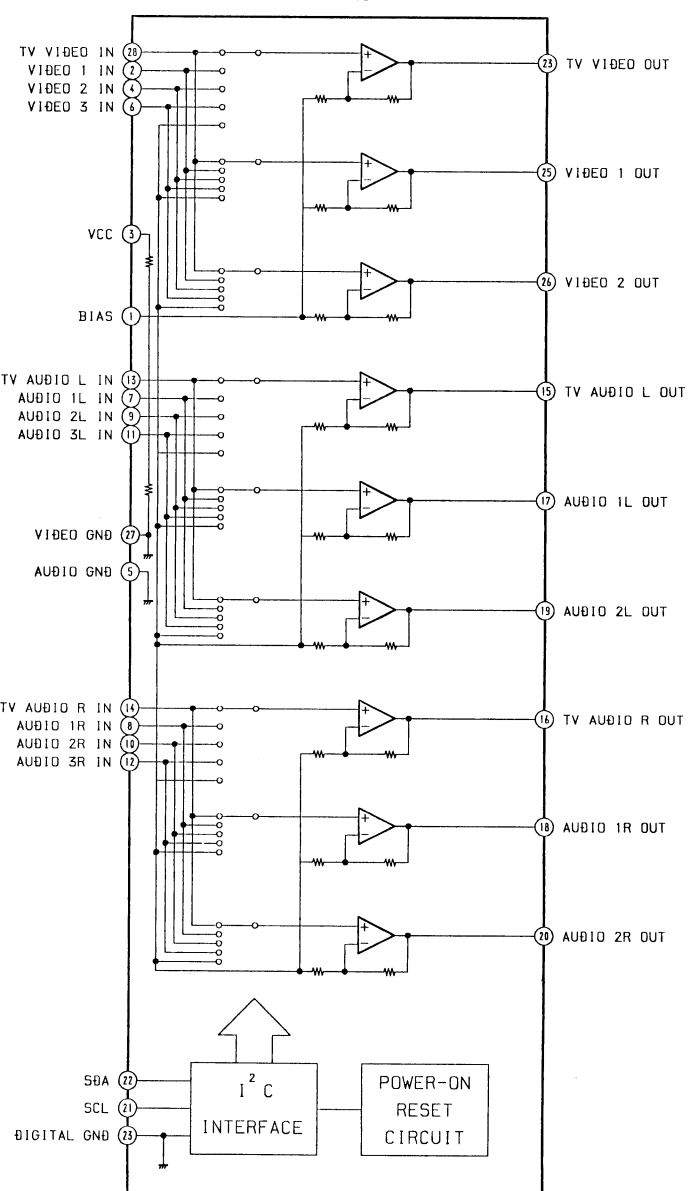 TV VIDEO IN 28
VIDEO 1 IN 2
VIDEO 2 IN 4
VIDEO 3 IN 6
+
−
23 TV VIDEO OUT
+
−
25 VIDEO 1 OUT
VCC 3
+
−
26 VIDEO 2 OUT
BIAS 1
TV AUDIO L IN 13
AUDIO 1L IN 7
AUDIO 2L IN 9
AUDIO 3L IN 11
+
−
15 TV AUDIO L OUT
+
−
17 AUDIO 1L OUT
VIDEO GND 27
AUDIO GND 5
+
−
19 AUDIO 2L OUT
TV AUDIO R IN 14
AUDIO 1R IN 8
AUDIO 2R IN 10
AUDIO 3R IN 12
+
−
16 TV AUDIO R OUT
+
−
18 AUDIO 1R OUT
+
−
20 AUDIO 2R OUT
SDA 22
SCL 21
DIGITAL GND 23
I² C
INTERFACE
POWER-ON
RESET
CIRCUIT